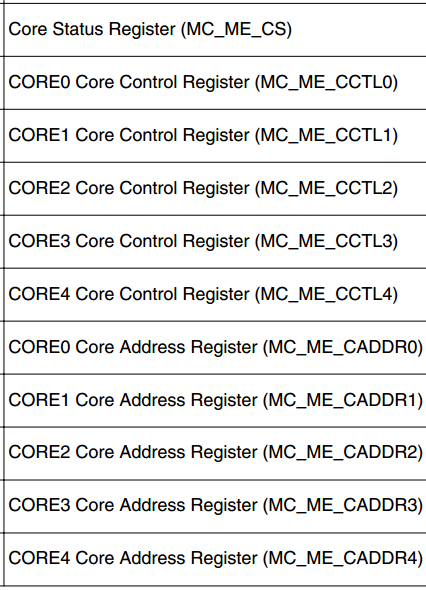 Core Status Register (MC_ME_CS)
CORE0 Core Control Register (MC_ME_CCTL0)
CORE1 Core Control Register (MC_ME_CCTL1)
CORE2 Core Control Register (MC_ME_CCTL2)
CORE3 Core Control Register (MC_ME_CCTL3)
CORE4 Core Control Register (MC_ME_CCTL4)
CORE0 Core Address Register (MC_ME_CADDR0)
CORE1 Core Address Register (MC_ME_CADDR1)
CORE2 Core Address Register (MC_ME_CADDR2)
CORE3 Core Address Register (MC_ME_CADDR3)
CORE4 Core Address Register (MC_ME_CADDR4)